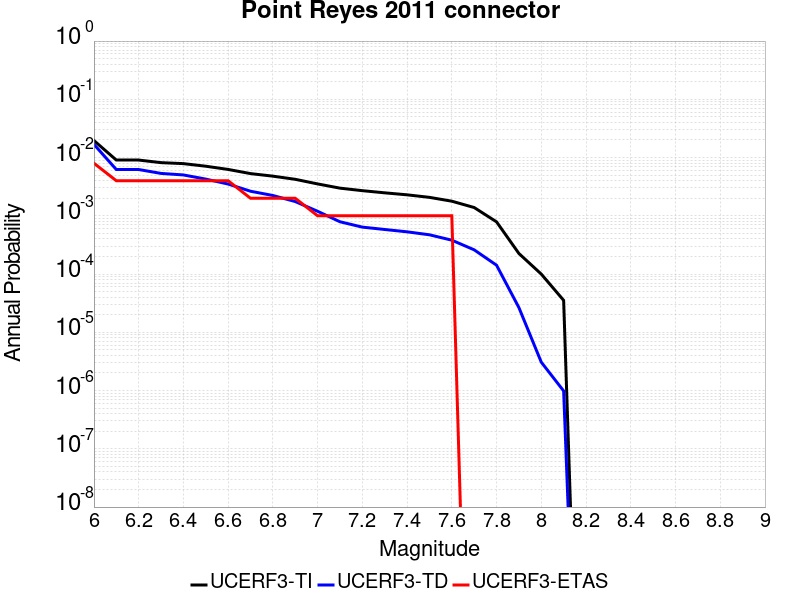 Point Reyes 2011 connector
10^0
10^-1
10^-2
10^-3
10^-4
10^-5
10^-6
10^-7
10^-8
Annual Probability
6 6.2 6.4 6.6 6.8 7 7.2 7.4 7.6 7.8 8 8.2 8.4 8.6 8.8 9
Magnitude
UCERF3-TI UCERF3-TD UCERF3-ETAS